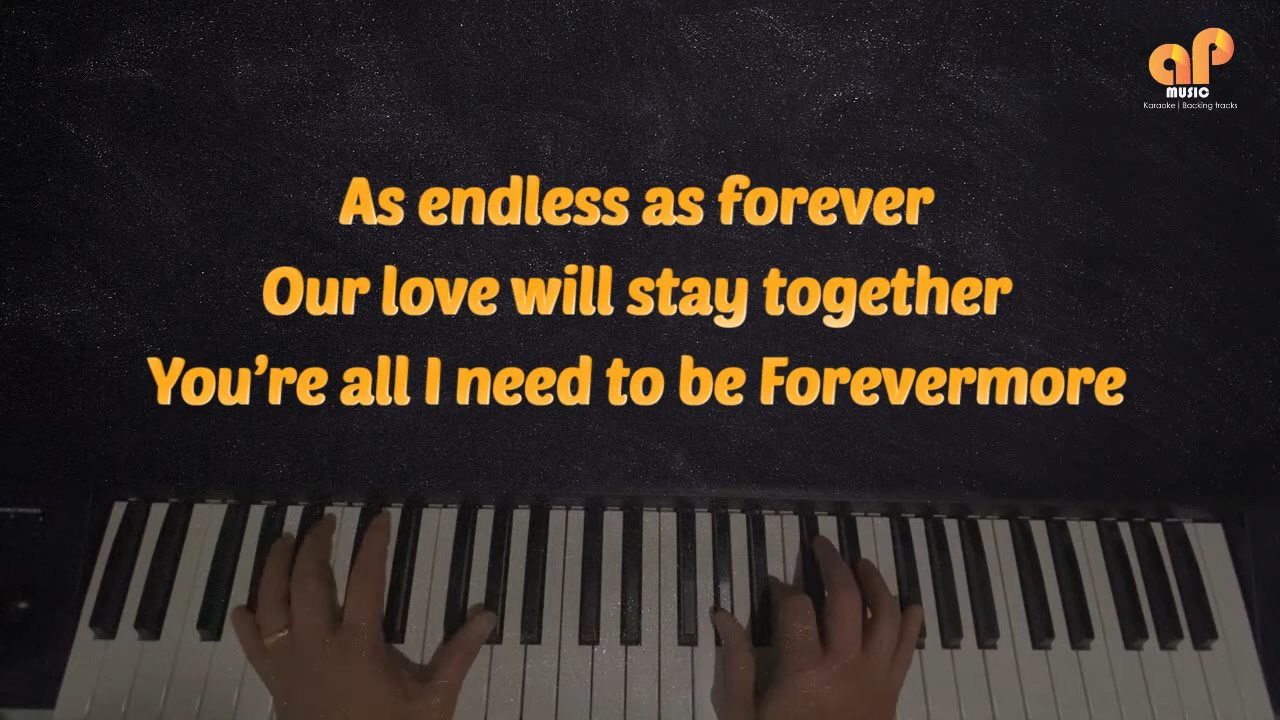 aP
MUSIC
Karaoke | Backing tracks
As endless as forever
Our love will stay together
You’re all I need to be Forevermore